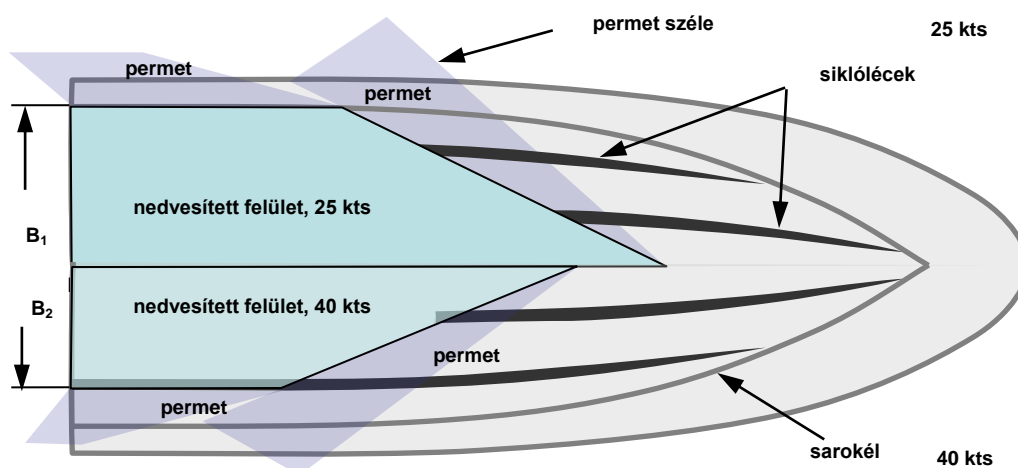 permet széle
25 kts
permet
siklólécek
permet
nedvesített felület, 25 kts
B1
nedvesített felület, 40 kts
B2
permet
permet
sarokél
40 kts